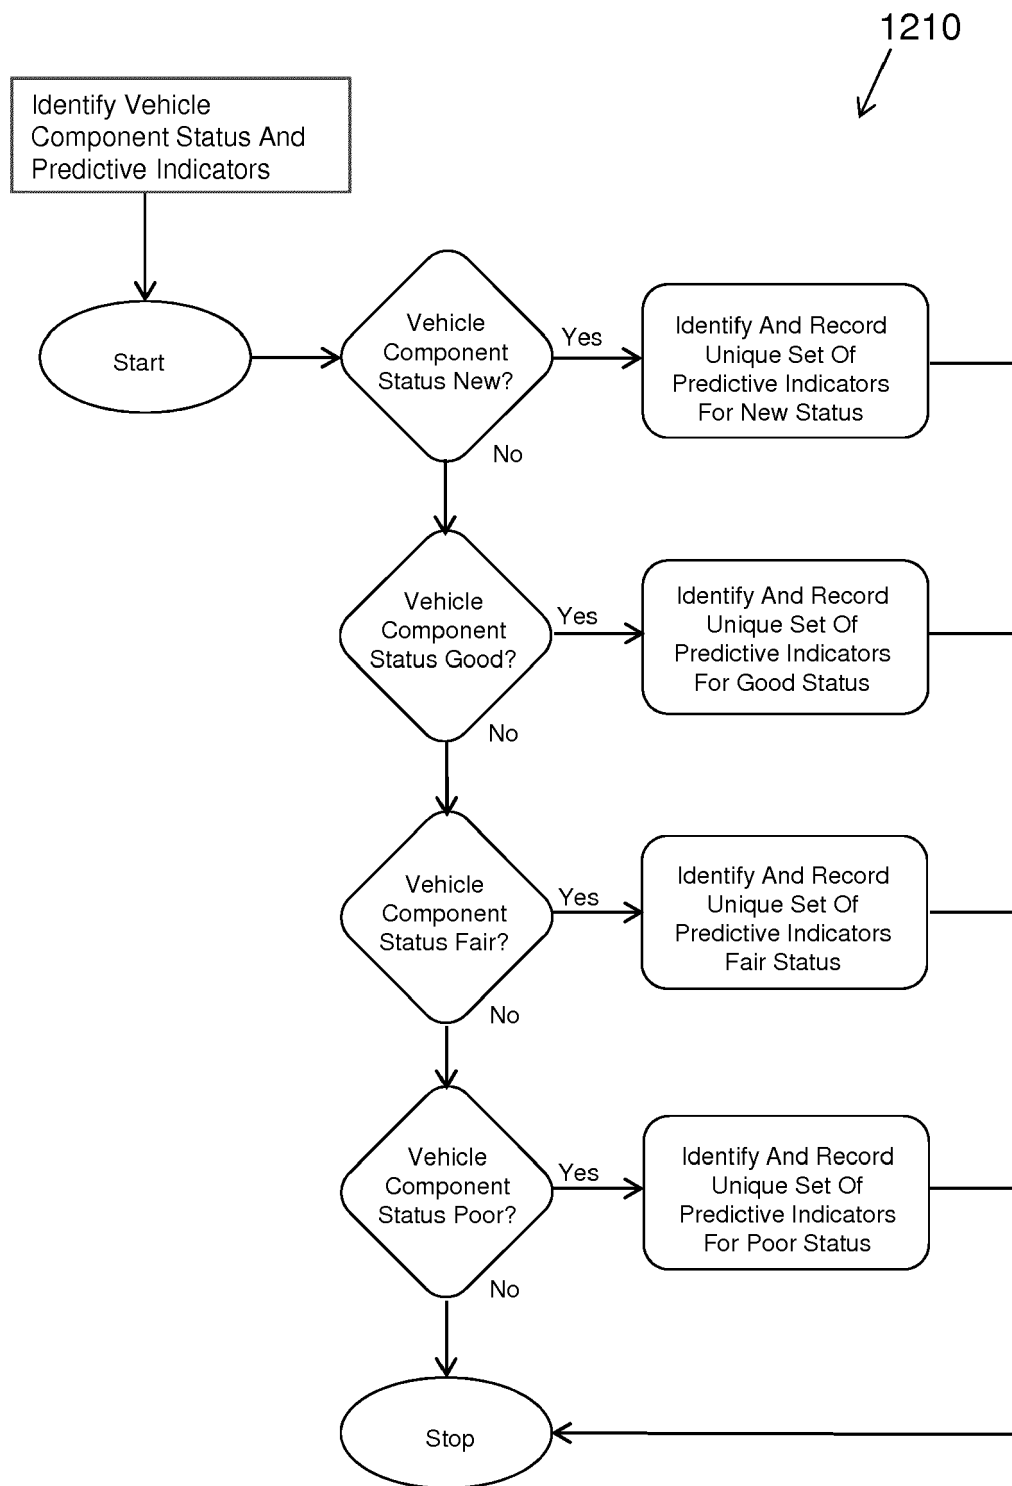 1210
Identify Vehicle
Component Status And
Predictive Indicators
Start
Vehicle
Component
Status New?
Yes
Identify And Record
Unique Set Of
Predictive Indicators
For New Status
No
Vehicle
Component
Status Good?
Yes
Identify And Record
Unique Set Of
Predictive Indicators
For Good Status
No
Vehicle
Component
Status Fair?
Yes
Identify And Record
Unique Set Of
Predictive Indicators
Fair Status
No
Vehicle
Component
Status Poor?
Yes
Identify And Record
Unique Set Of
Predictive Indicators
For Poor Status
No
Stop